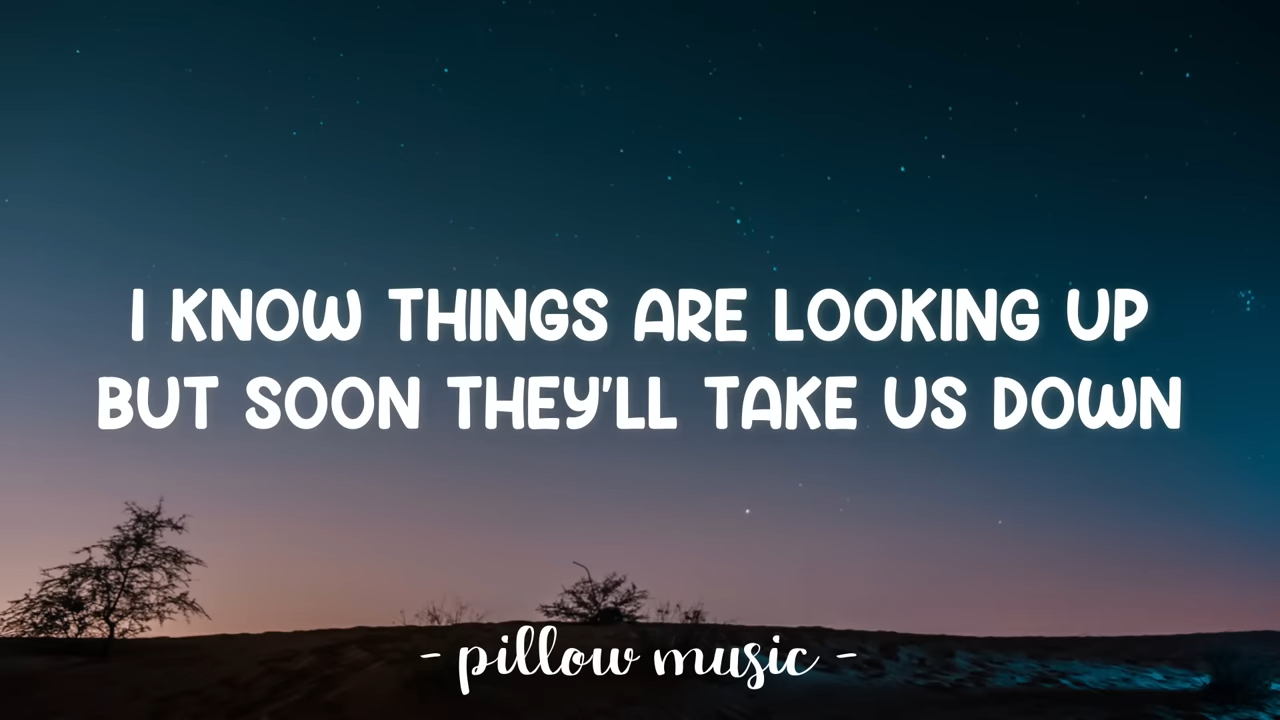 I KNOW THINGS ARE LOOKING UP
BUT SOON THEY'LL TAKE US DOWN
- pillow music -